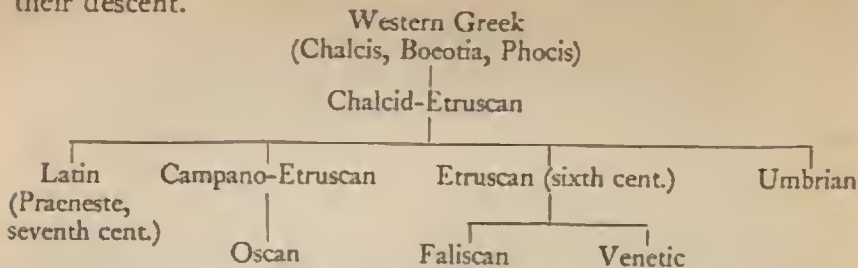 their descent.
Western Greek
(Chalcis, Boeotia, Phocis)
Chalcid-Etruscan
Latin Campano-Etruscan Etruscan (sixth cent.) Umbrian
(Praeneste,
seventh cent.)
Oscan Faliscan Venetic